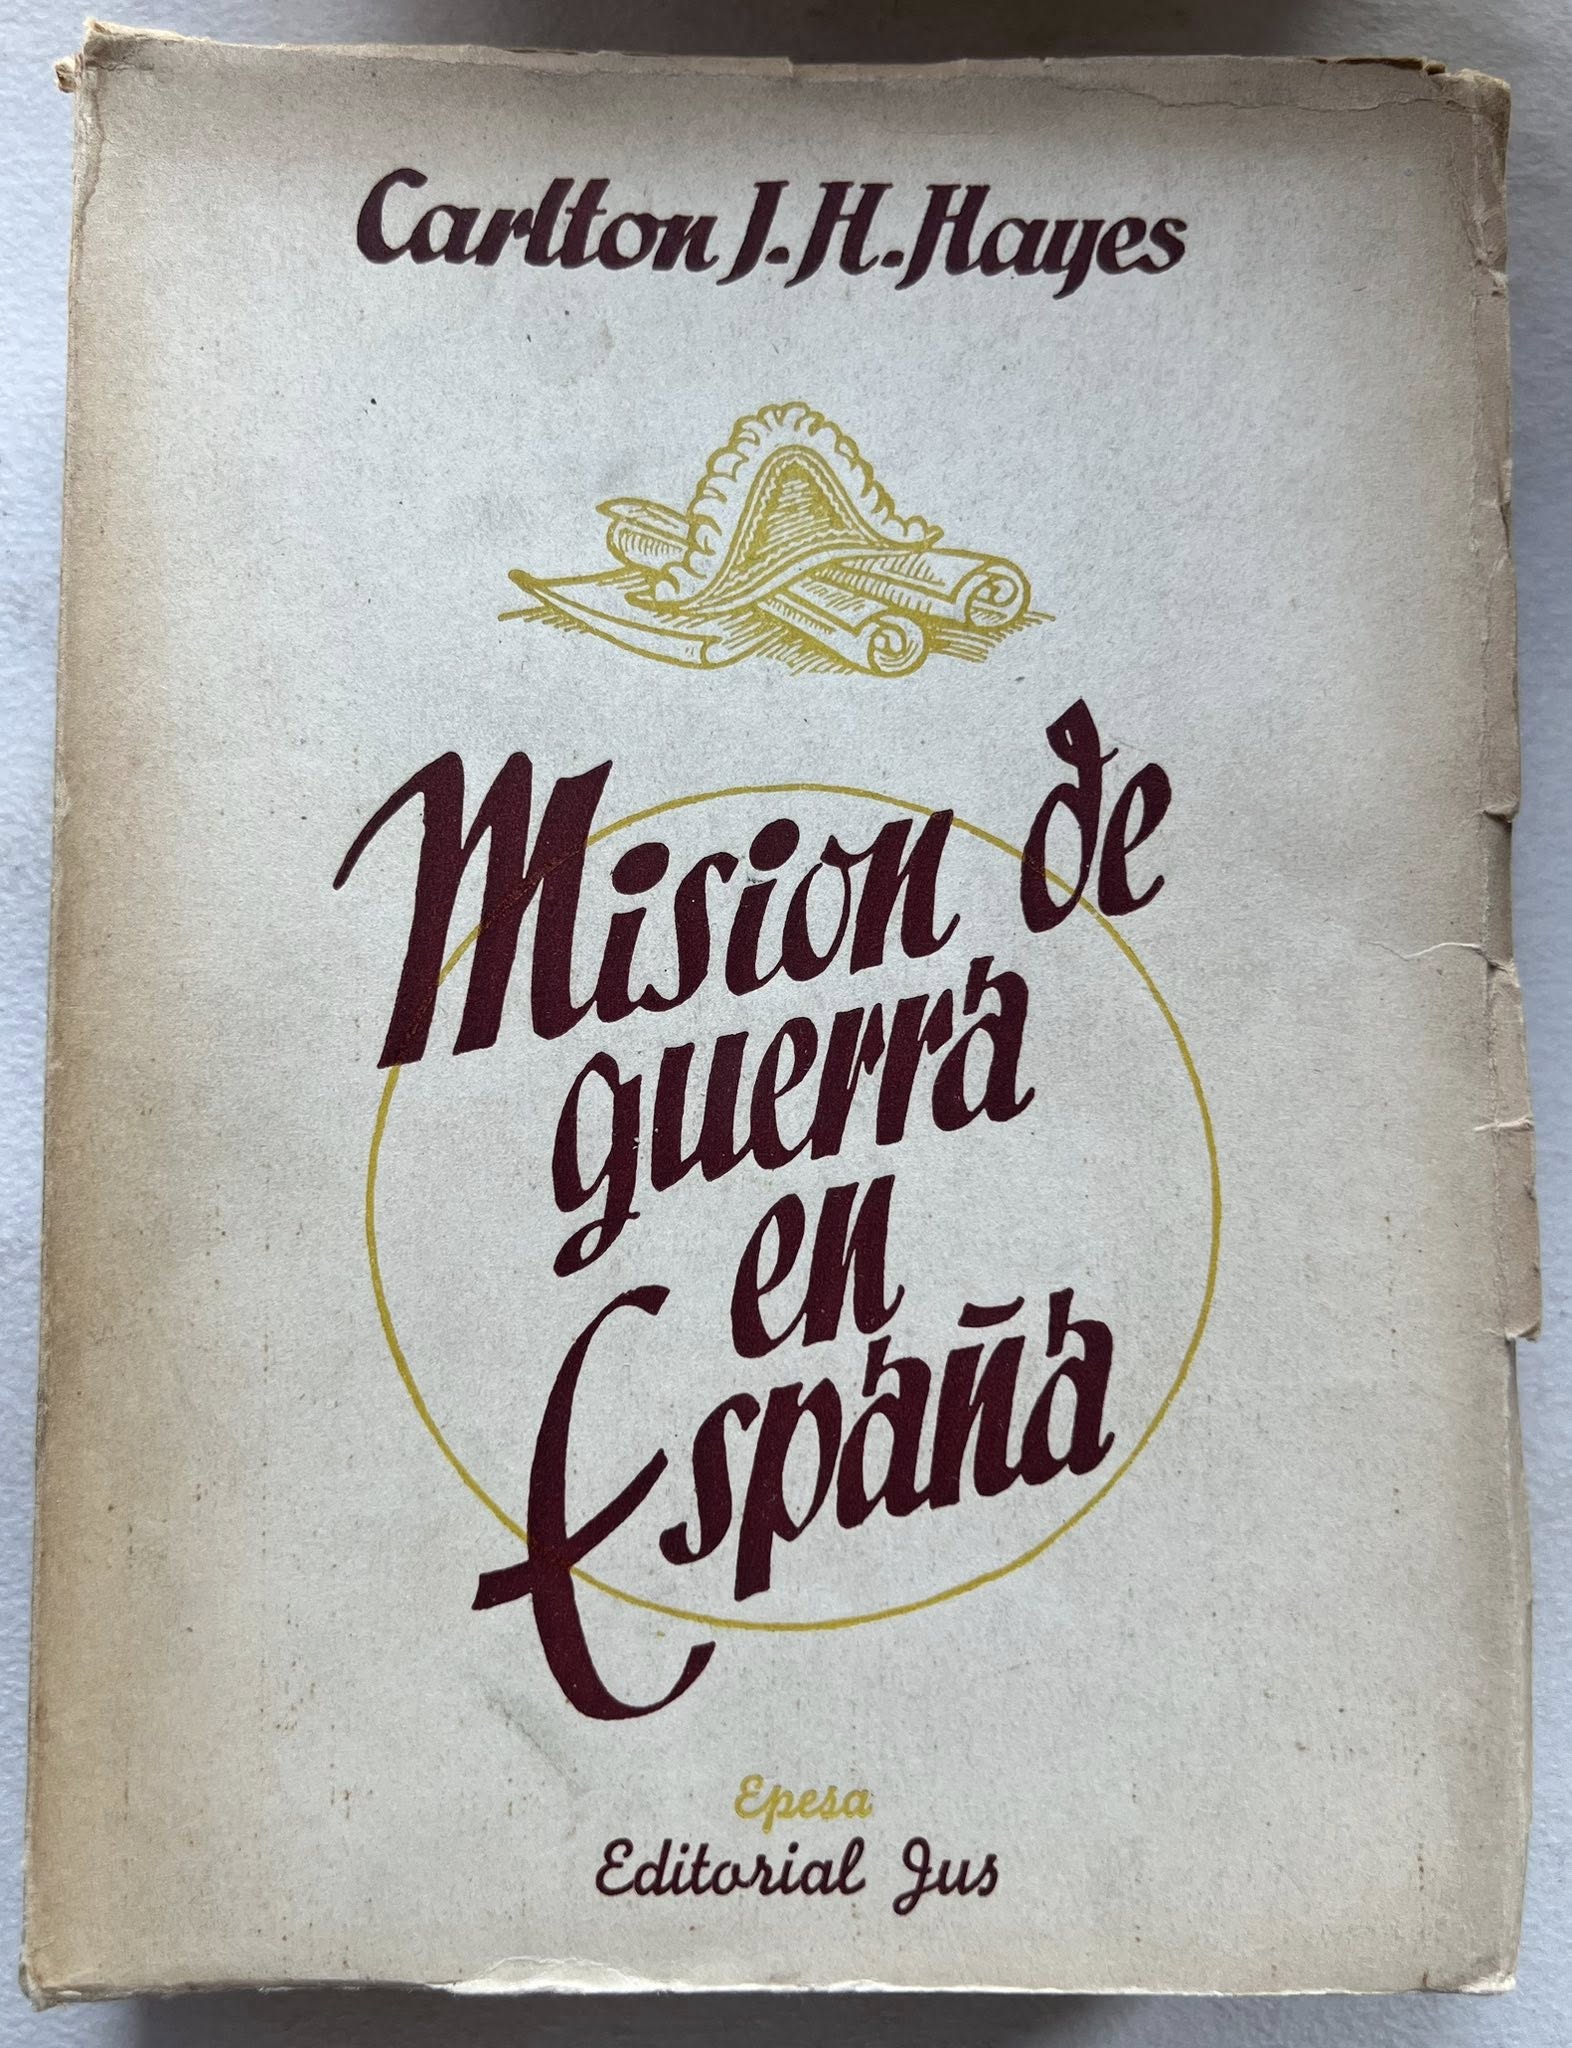 Carlton J. H. Hayes
Mision de
guerra
en
España
Epesa
Editorial Jus